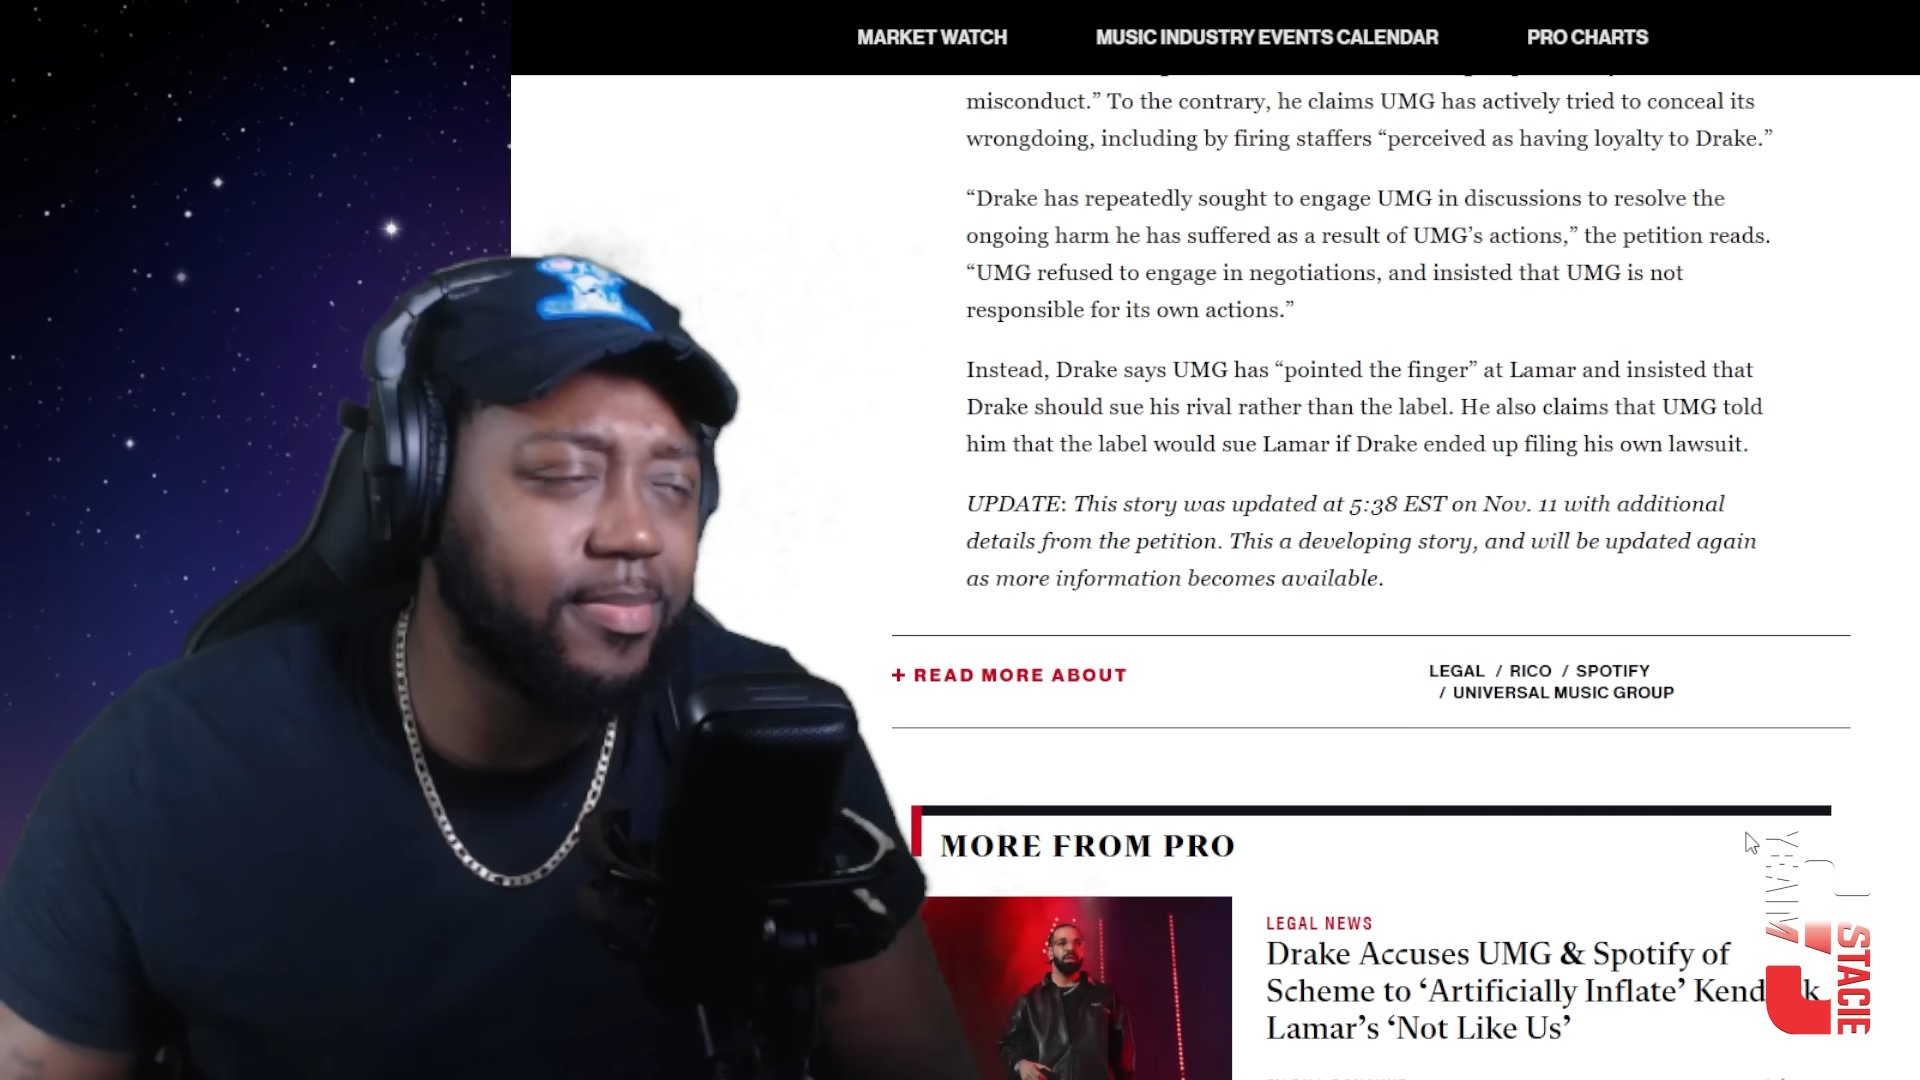 MARKET WATCH
MUSIC INDUSTRY EVENTS CALENDAR
PRO CHARTS
misconduct.” To the contrary, he claims UMG has actively tried to conceal its
wrongdoing, including by firing staffers “perceived as having loyalty to Drake.”
“Drake has repeatedly sought to engage UMG in discussions to resolve the
ongoing harm he has suffered as a result of UMG’s actions,” the petition reads.
“UMG refused to engage in negotiations, and insisted that UMG is not
responsible for its own actions.”
Instead, Drake says UMG has “pointed the finger” at Lamar and insisted that
Drake should sue his rival rather than the label. He also claims that UMG told
him that the label would sue Lamar if Drake ended up filing his own lawsuit.
UPDATE: This story was updated at 5:38 EST on Nov. 11 with additional
details from the petition. This a developing story, and will be updated again
as more information becomes available.
+ READ MORE ABOUT
LEGAL / RICO / SPOTIFY
/ UNIVERSAL MUSIC GROUP
MORE FROM PRO
LEGAL NEWS
Drake Accuses UMG & Spotify of
Scheme to ‘Artificially Inflate’ Kend k
Lamar’s ‘Not Like Us’
STACIE